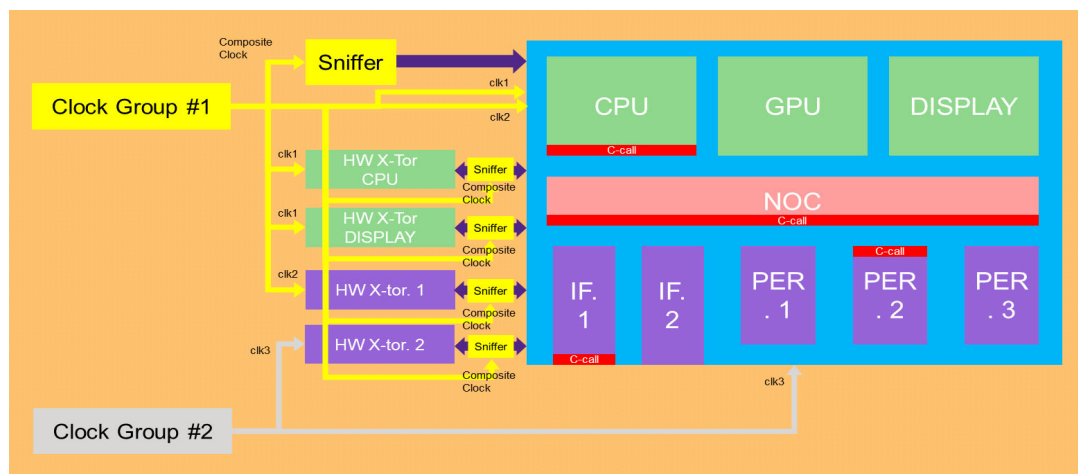 Composite
Clock
Sniffer
Clock Group #1
clk1
clk2
CPU
GPU
DISPLAY
C-call
clk1
HW X-Tor
CPU
Sniffer
Composite
Clock
NOC
C-call
clk1
HW X-Tor
DISPLAY
Sniffer
Composite
Clock
clk2
HW X-tor. 1
Sniffer
Composite
Clock
IF.
1
C-call
IF.
2
PER
. 1
C-call
PER
. 2
PER
. 3
clk3
HW X-tor. 2
Sniffer
Composite
Clock
clk3
Clock Group #2